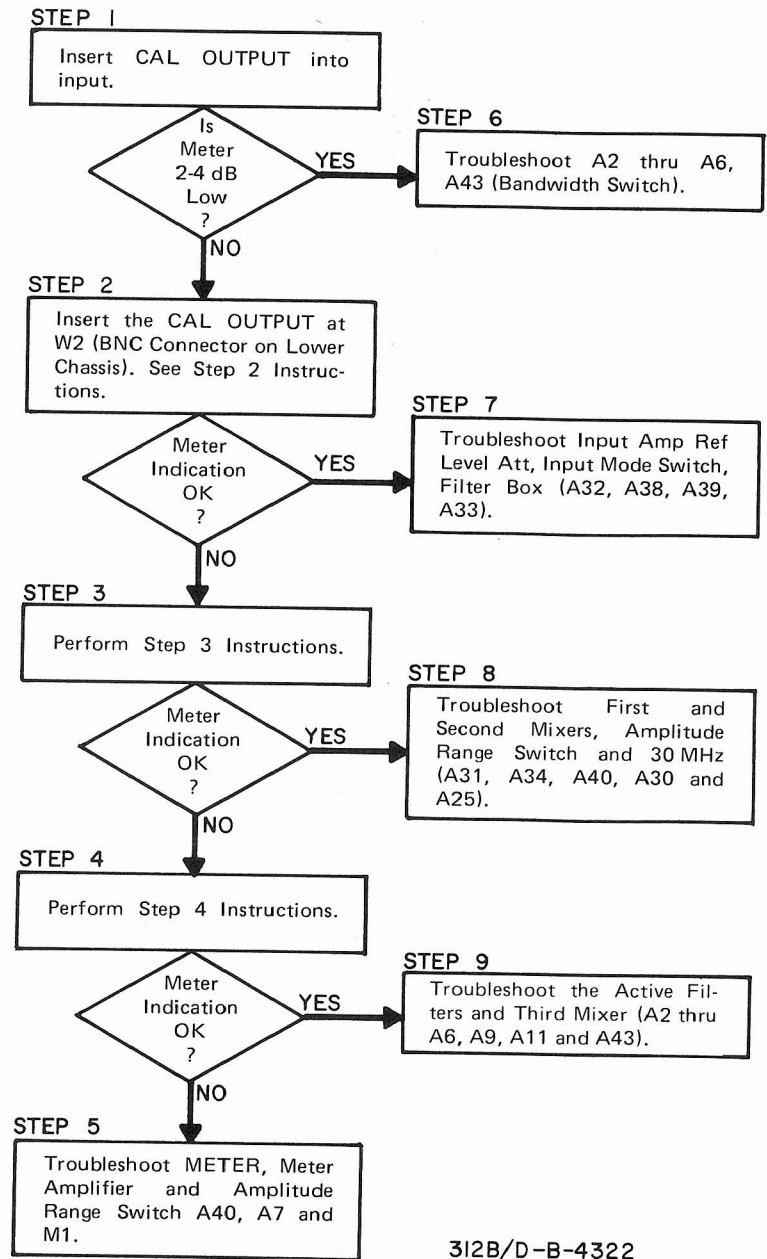 STEP 1
Insert CAL OUTPUT into
input.
Is
Meter
2-4 dB
Low
?
YES
NO
STEP 6
Troubleshoot A2 thru A6,
A43 (Bandwidth Switch).
STEP 2
Insert the CAL OUTPUT at
W2 (BNC Connector on Lower
Chassis). See Step 2 Instruc-
tions.
Meter
Indication
OK
?
YES
NO
STEP 7
Troubleshoot Input Amp Ref
Level Att, Input Mode Switch,
Filter Box (A32, A38, A39,
A33).
STEP 3
Perform Step 3 Instructions.
Meter
Indication
OK
?
YES
NO
STEP 8
Troubleshoot First and
Second Mixers, Amplitude
Range Switch and 30 MHz
(A31, A34, A40, A30 and
A25).
STEP 4
Perform Step 4 Instructions.
Meter
Indication
OK
?
YES
NO
STEP 9
Troubleshoot the Active Fil-
ters and Third Mixer (A2 thru
A6, A9, A11 and A43).
STEP 5
Troubleshoot METER, Meter
Amplifier and Amplitude
Range Switch A40, A7 and
M1.
312B/D-B-4322